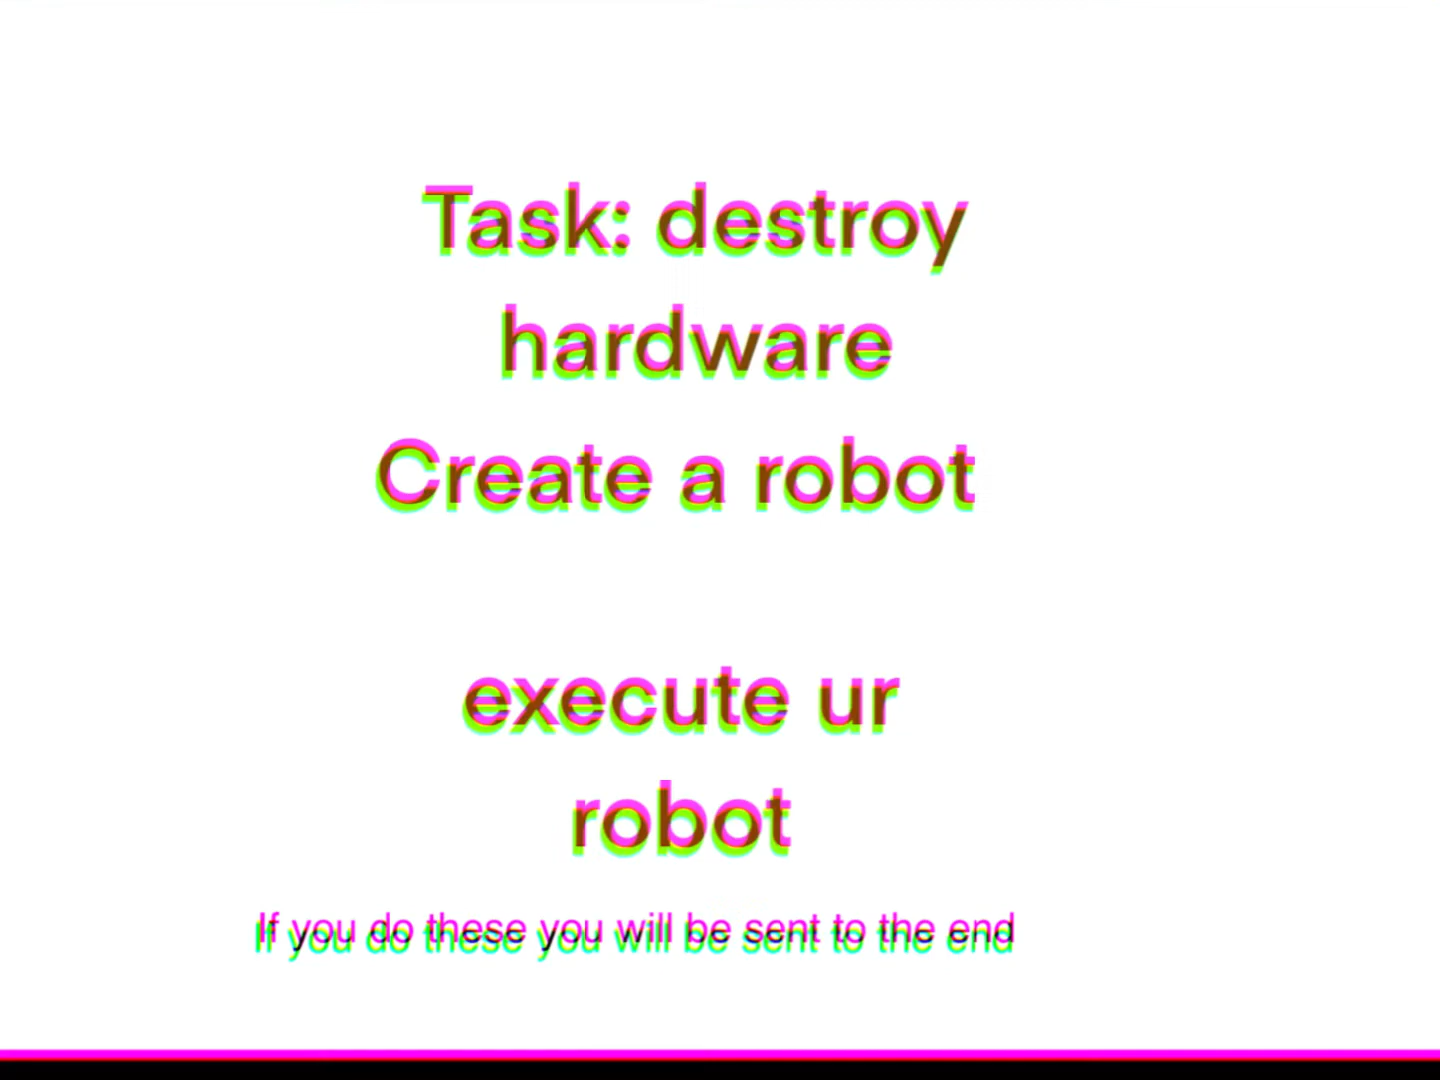 Task: destroy
hardware
Create a robot
execute ur
robot
If you do these you will be sent to the end